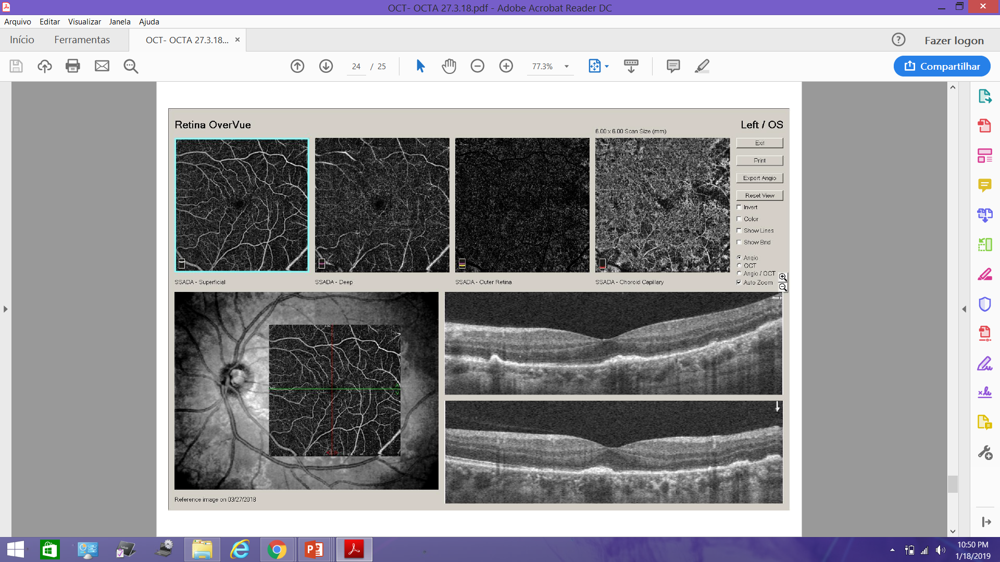 OCT- OCTA 27.3.18.pdf - Adobe Acrobat Reader DC
Arquivo Editar Visualizar Janela Ajuda
Início Ferramentas OCT- OCTA 27.3.18... × Fazer logon
24 / 25 77.3% Compartilhar
Retina OverVue Left / OS
6.00 x 6.00 Scan Size (mm)
Exit
Print
Export Angio
Reset View
Invert
Color
Show Lines
Show Bnd
Angio
OCT
Angio / OCT
Auto Zoom
SSADA - Superficial SSADA - Deep SSADA - Outer Retina SSADA - Choroid Capillary
Reference image on 03/27/2018
10:50 PM
1/18/2019